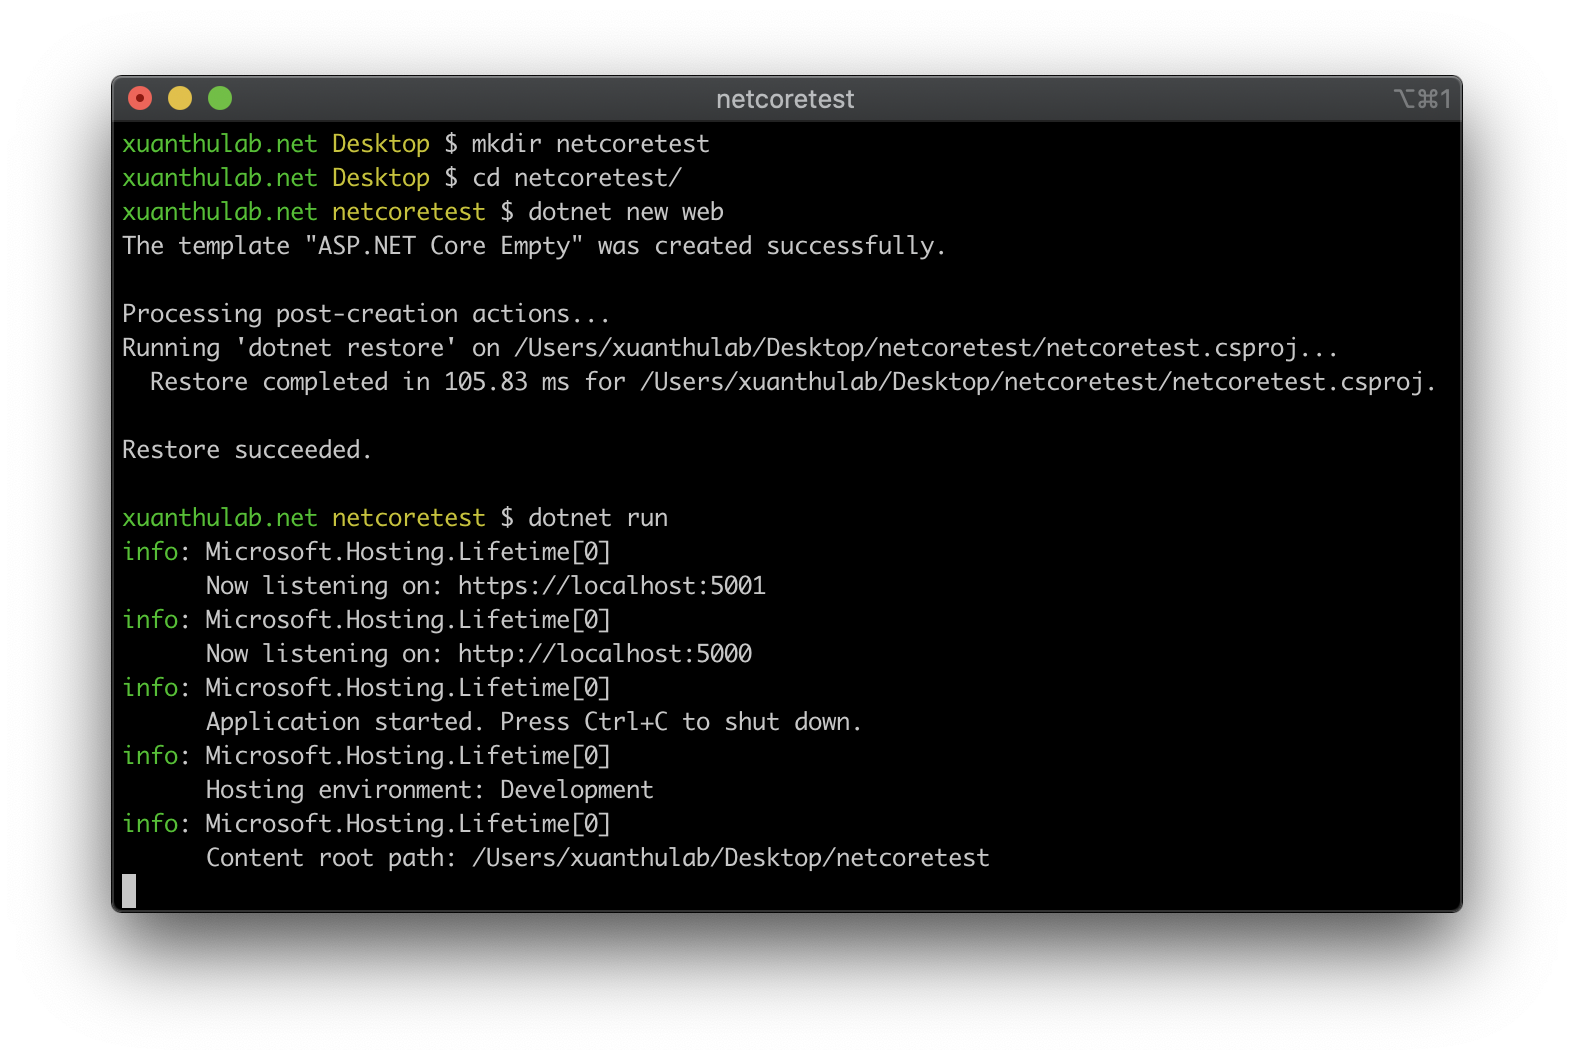 netcoretest
⌥⌘1
xuanthulab.net Desktop $ mkdir netcoretest
xuanthulab.net Desktop $ cd netcoretest/
xuanthulab.net netcoretest $ dotnet new web
The template "ASP.NET Core Empty" was created successfully.
Processing post-creation actions...
Running 'dotnet restore' on /Users/xuanthulab/Desktop/netcoretest/netcoretest.csproj...
Restore completed in 105.83 ms for /Users/xuanthulab/Desktop/netcoretest/netcoretest.csproj.
Restore succeeded.
xuanthulab.net netcoretest $ dotnet run
info: Microsoft.Hosting.Lifetime[0]
Now listening on: https://localhost:5001
info: Microsoft.Hosting.Lifetime[0]
Now listening on: http://localhost:5000
info: Microsoft.Hosting.Lifetime[0]
Application started. Press Ctrl+C to shut down.
info: Microsoft.Hosting.Lifetime[0]
Hosting environment: Development
info: Microsoft.Hosting.Lifetime[0]
Content root path: /Users/xuanthulab/Desktop/netcoretest